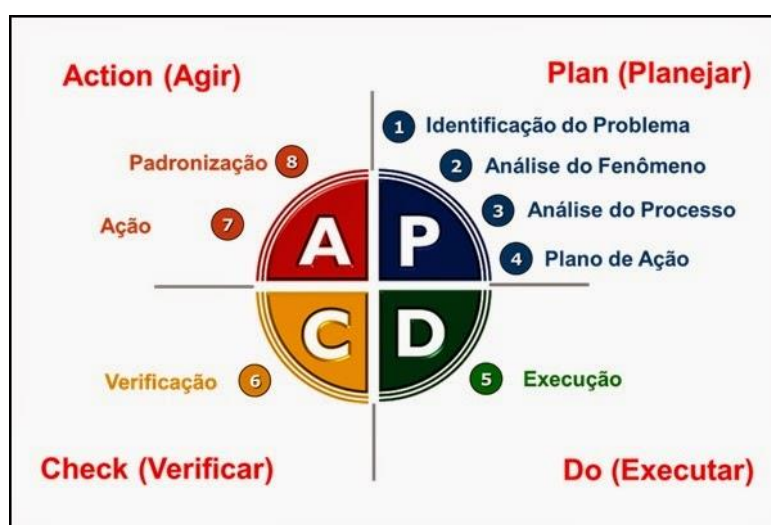 Action (Agir)
Plan (Planejar)
1 Identificação do Problema
2 Análise do Fenômeno
3 Análise do Processo
4 Plano de Ação
Padronização 8
Ação 7
A P
C D
Verificação 6
5 Execução
Check (Verificar)
Do (Executar)